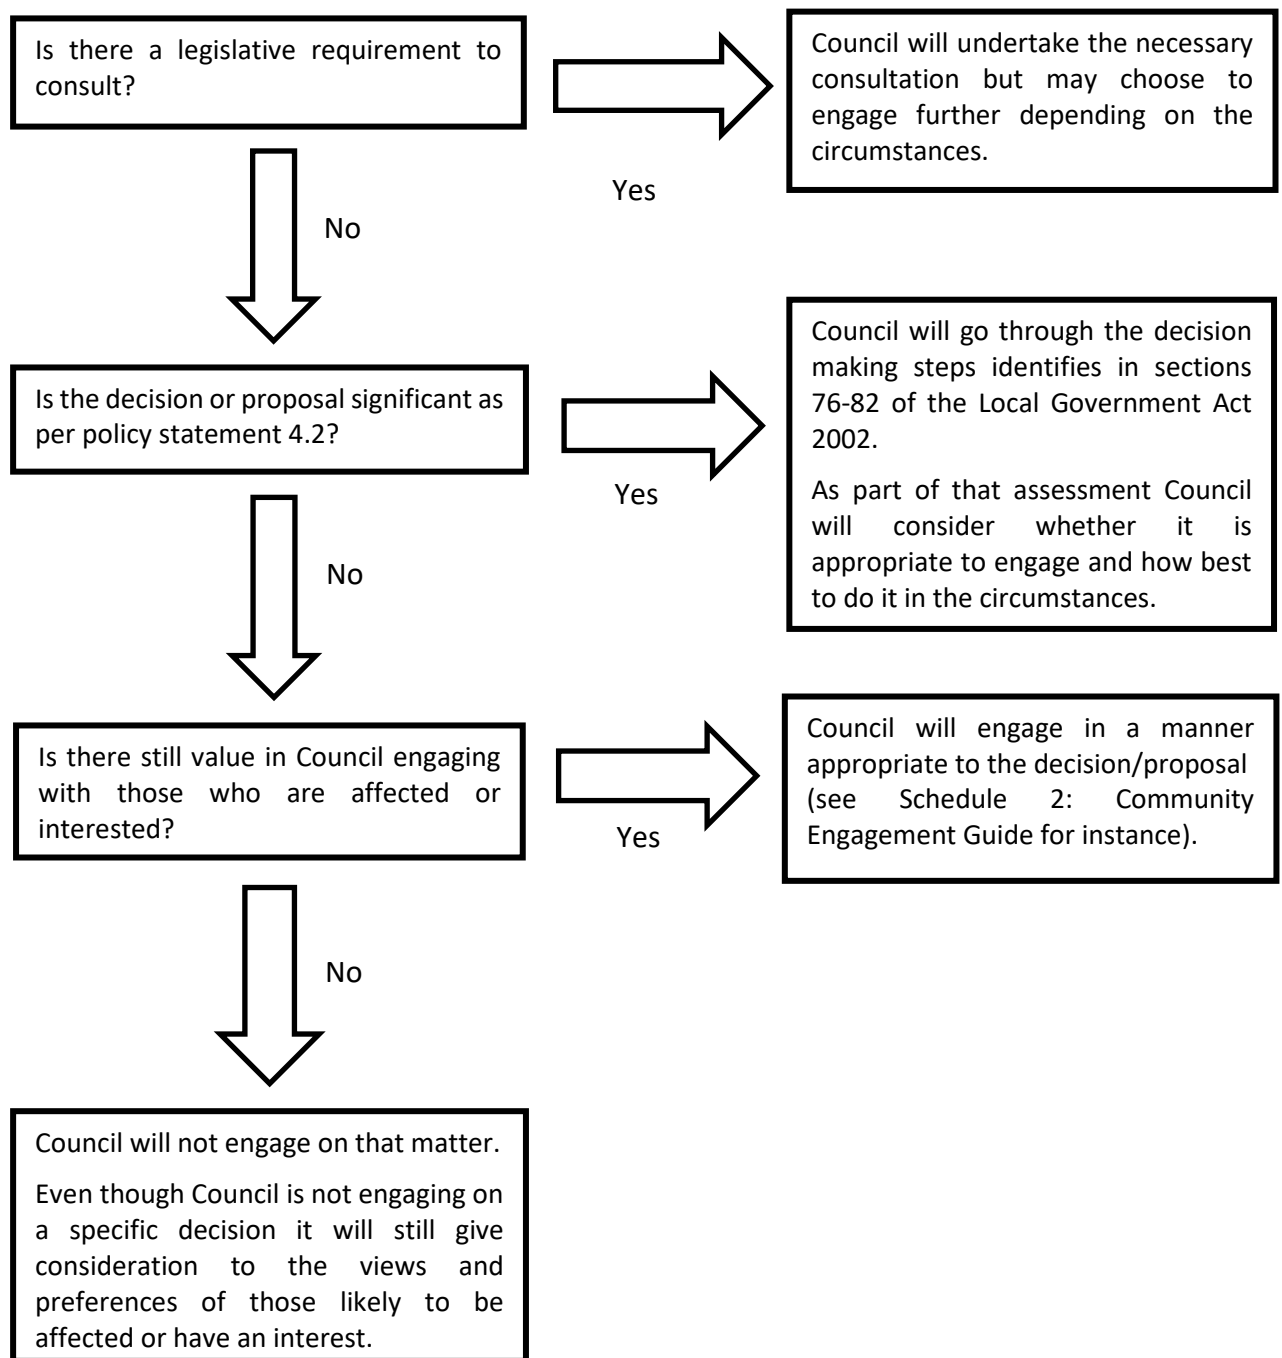 Is there a legislative requirement to
consult?
Yes
Council will undertake the necessary
consultation but may choose to
engage further depending on the
circumstances.
No
Is the decision or proposal significant as
per policy statement 4.2?
Yes
Council will go through the decision
making steps identifies in sections
76-82 of the Local Government Act
2002.
As part of that assessment Council
will consider whether it is
appropriate to engage and how best
to do it in the circumstances.
No
Is there still value in Council engaging
with those who are affected or
interested?
Yes
Council will engage in a manner
appropriate to the decision/proposal
(see Schedule 2: Community
Engagement Guide for instance).
No
Council will not engage on that matter.
Even though Council is not engaging on
a specific decision it will still give
consideration to the views and
preferences of those likely to be
affected or have an interest.